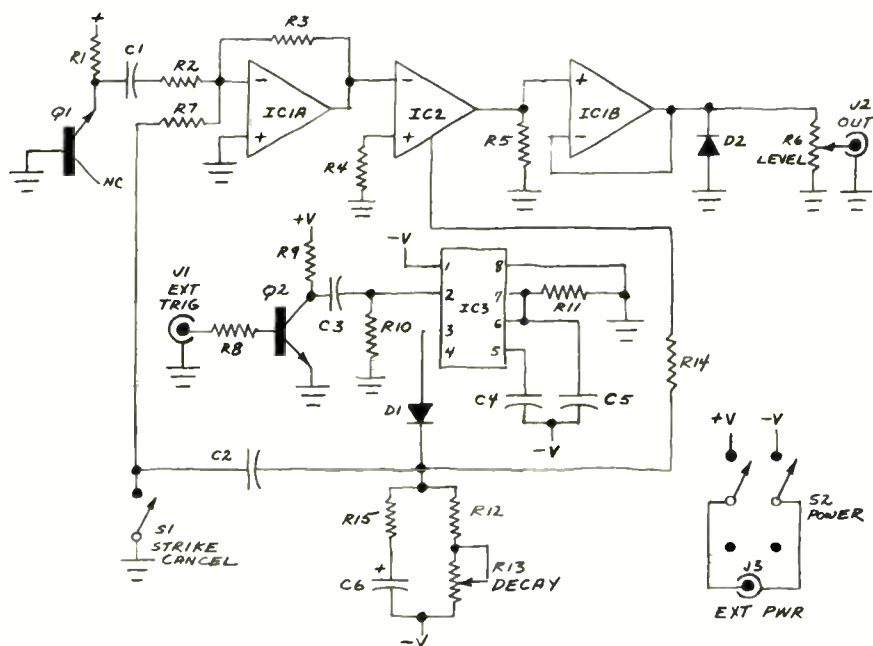 +
R1
C1
R2
R3
R7
Q1
NC
-
+
IC1A
-
+
IC2
R4
R5
+
-
IC1B
D2
R6
LEVEL
J2
OUT
J1
EXT
TRIG
R8
Q2
+V
R9
C3
R10
-V
1
2
3
4
IC3
8
7
6
5
R11
C4
C5
-V
R14
D1
C2
S1
STRIKE
CANCEL
R15
R12
+
C6
R13
DECAY
-V
+V
-V
S2
POWER
J3
EXT PWR